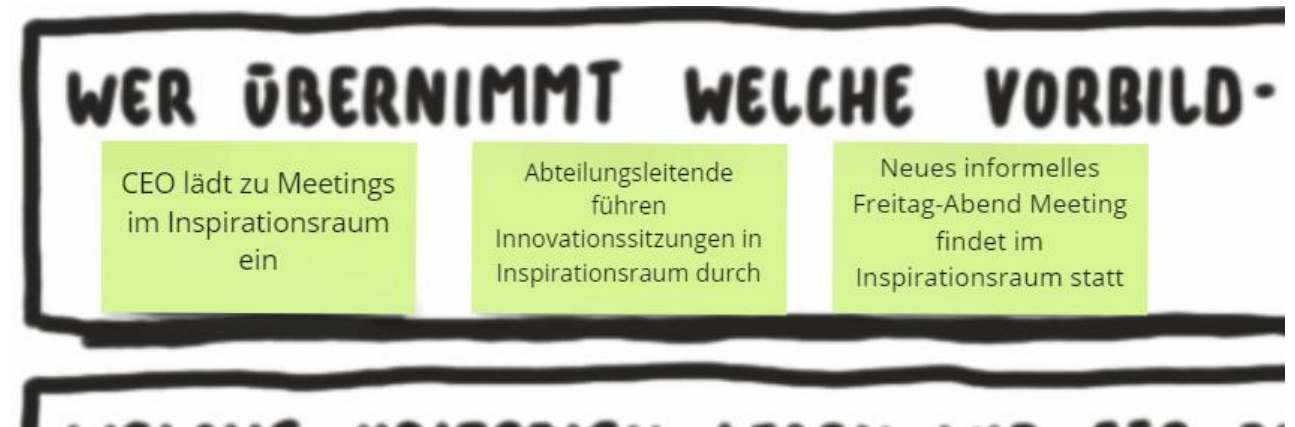 WER ÜBERNIMMT WELCHE VORBILD-
CEO lädt zu Meetings
im Inspirationsraum
ein
Abteilungsleitende
führen
Innovationssitzungen in
Inspirationsraum durch
Neues informelles
Freitag-Abend Meeting
findet im
Inspirationsraum statt